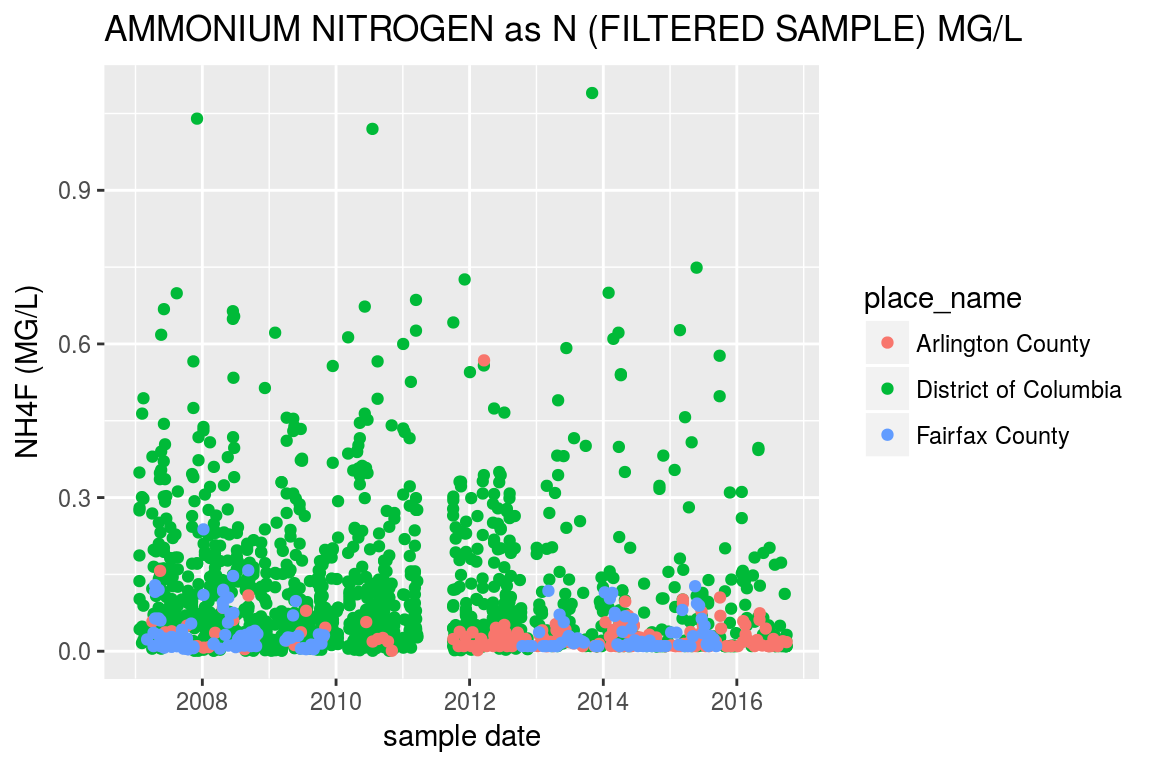 AMMONIUM NITROGEN as N (FILTERED SAMPLE) MG/L
NH4F (MG/L)
0.9
0.6
0.3
0.0
2008 2010 2012 2014 2016
sample date
place_name
Arlington County
District of Columbia
Fairfax County